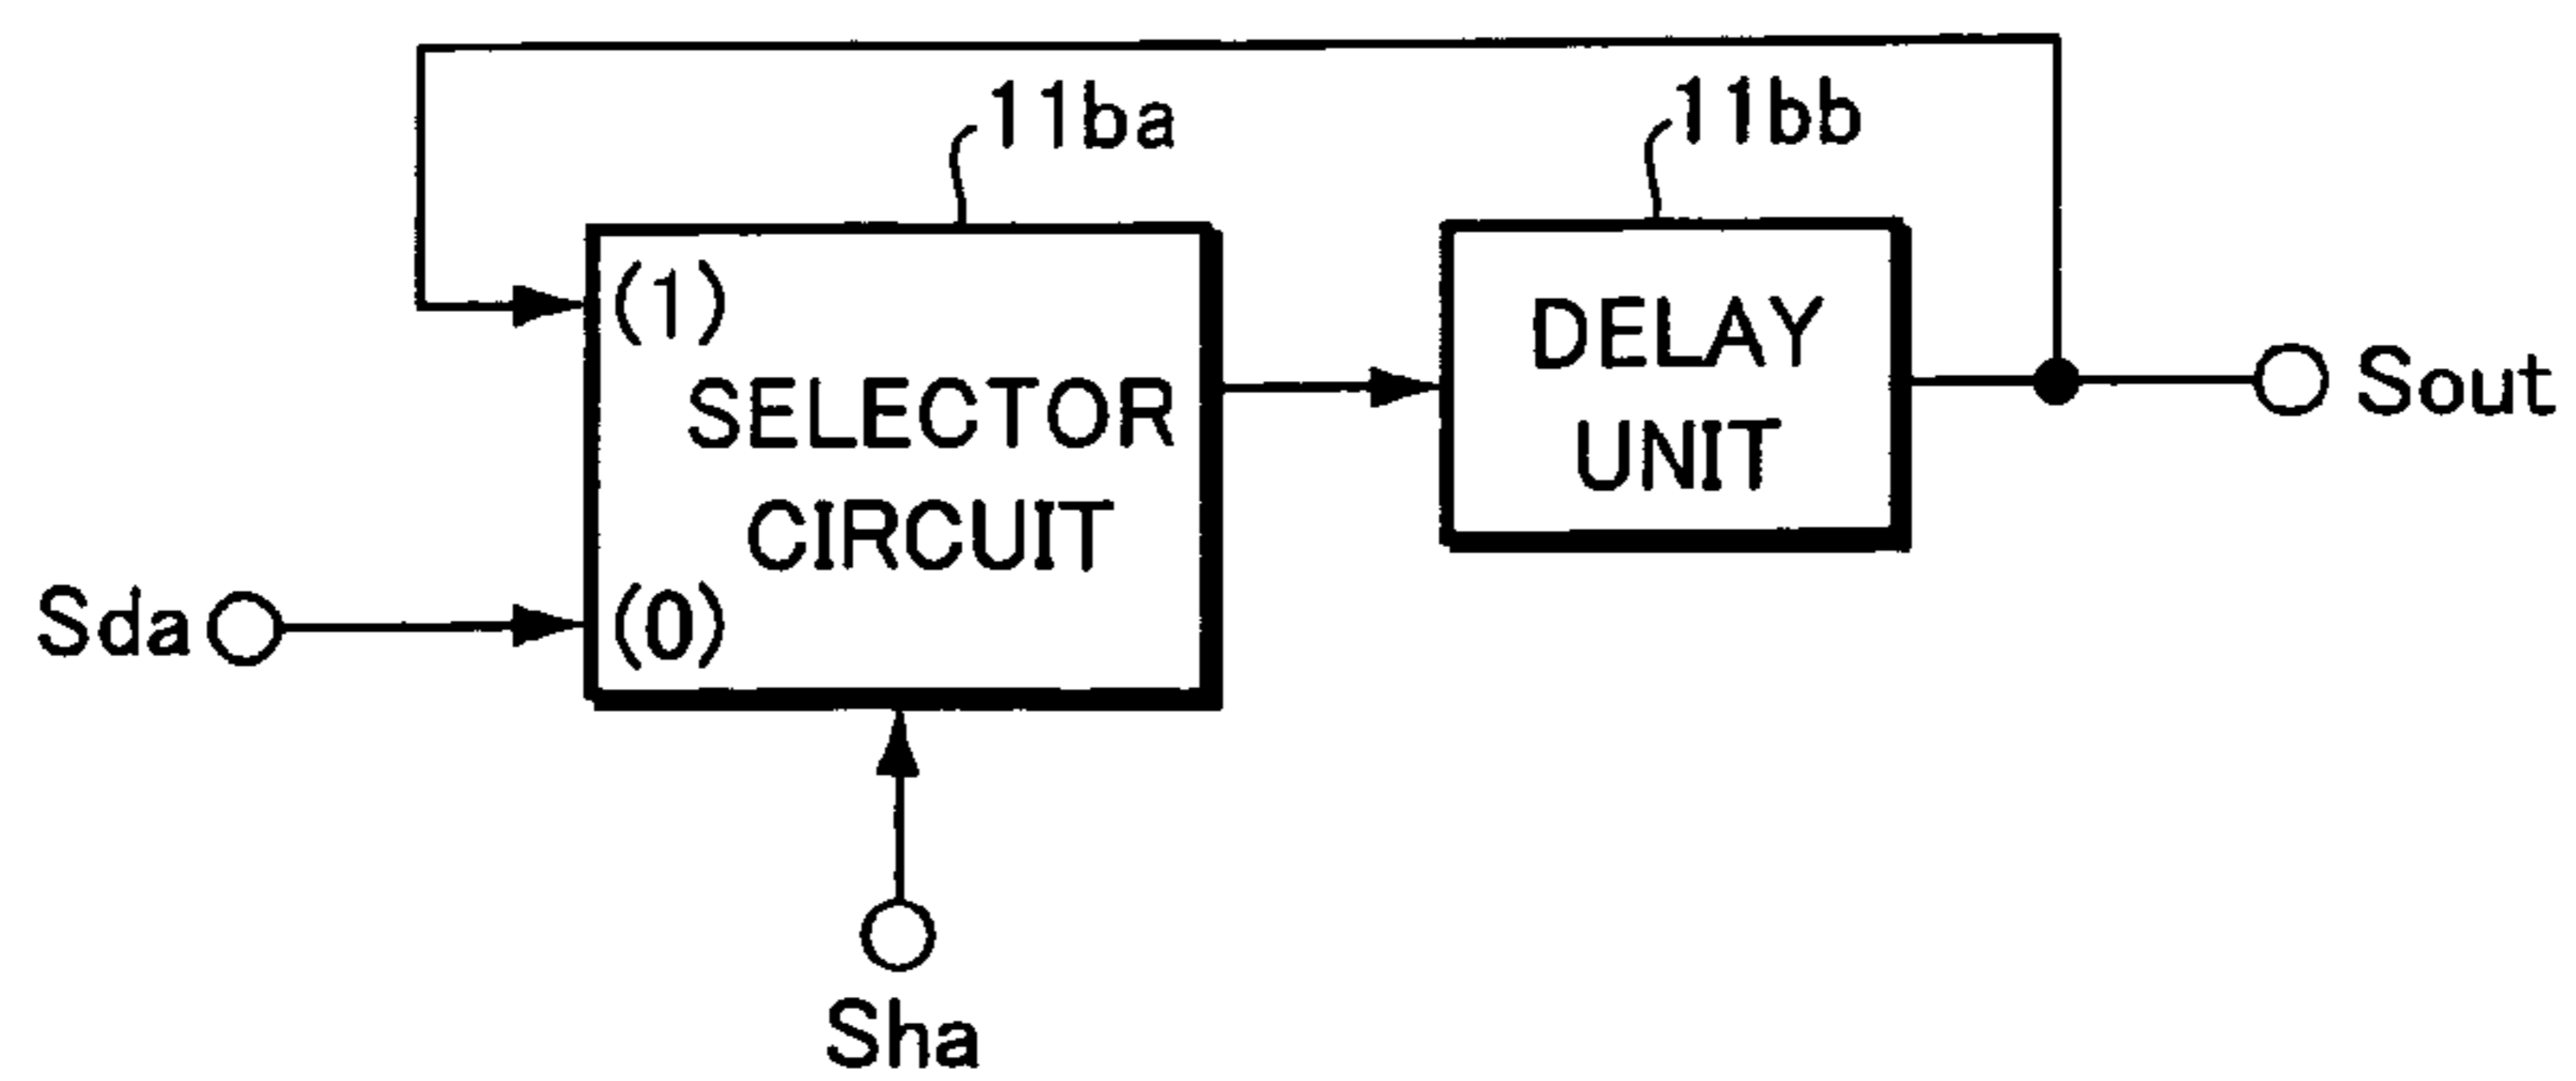 11ba
11bb
(1)
SELECTOR
CIRCUIT
(0)
DELAY
UNIT
Sout
Sda
Sha